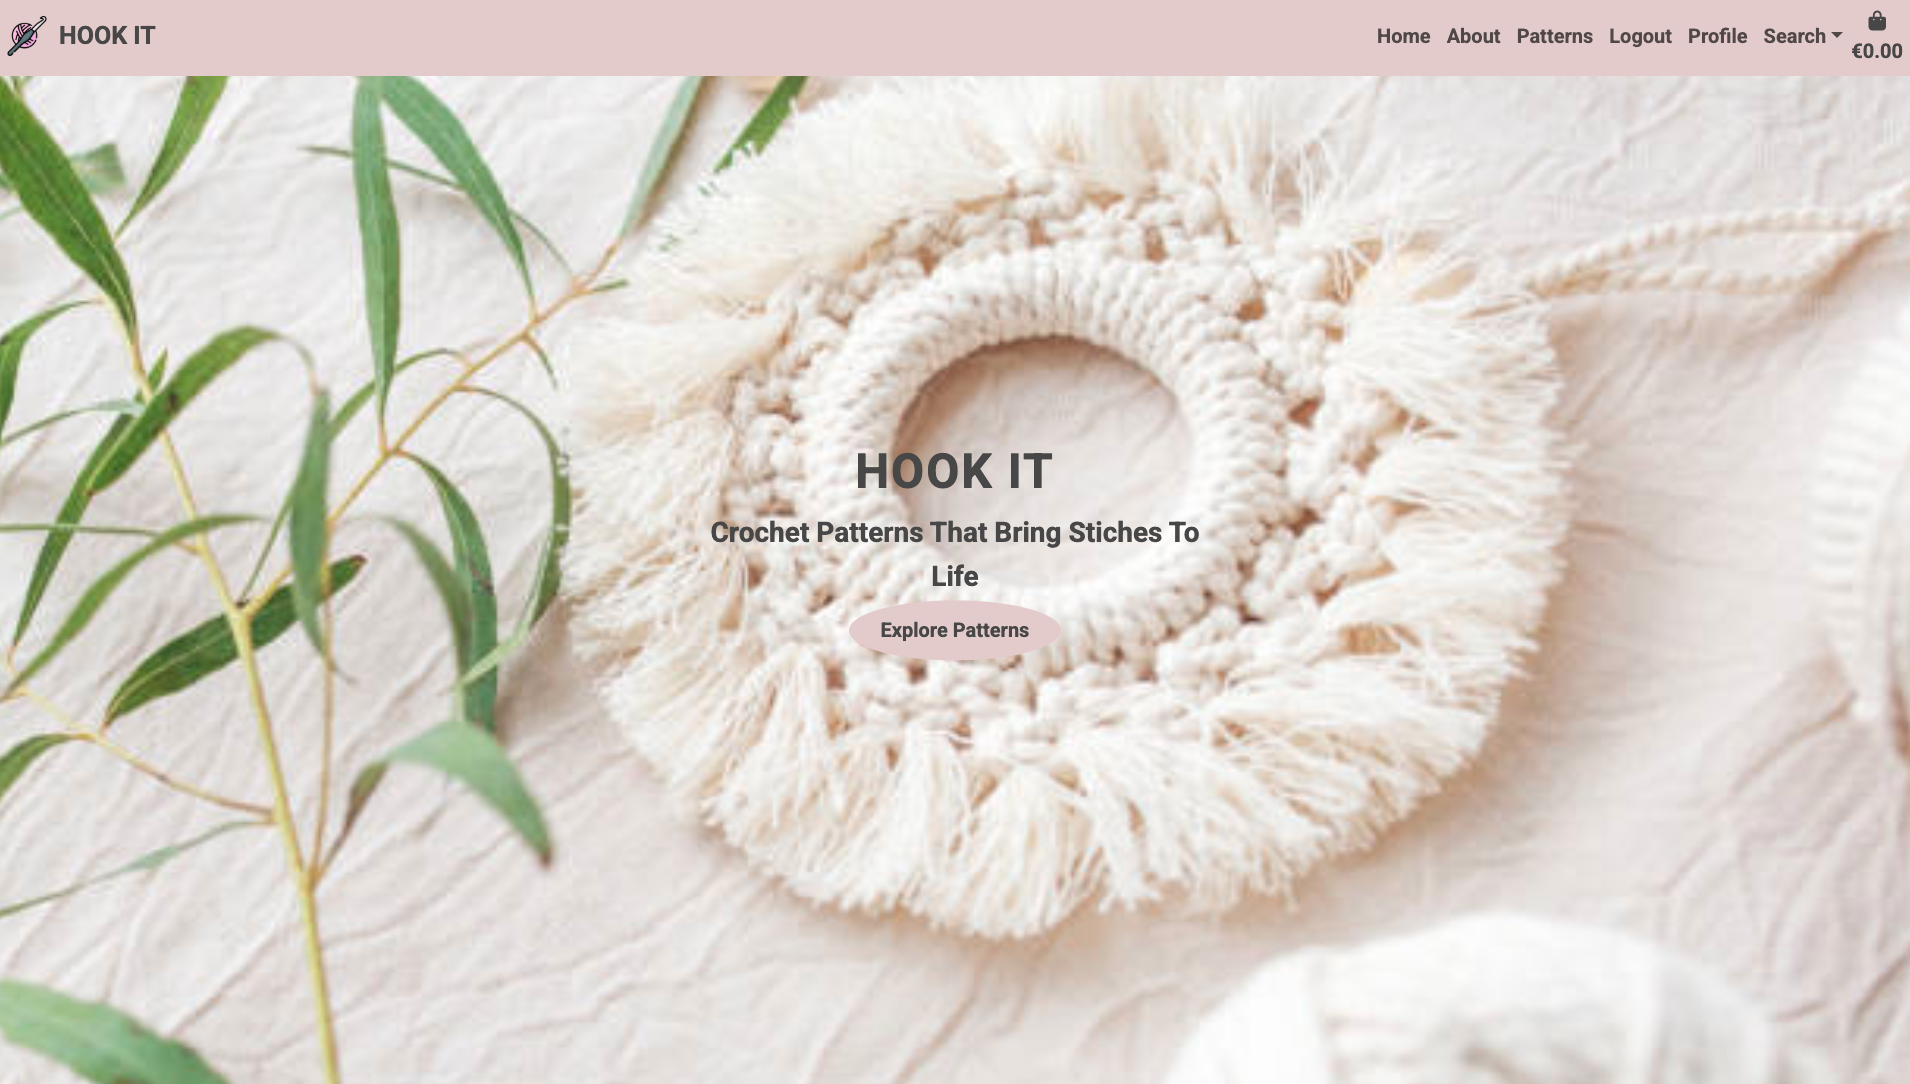 HOOK IT
Home About Patterns Logout Profile Search
€0.00
HOOK IT
Crochet Patterns That Bring Stiches To
Life
Explore Patterns